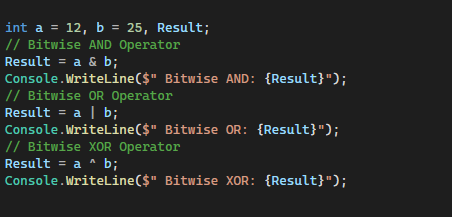 int a = 12, b = 25, Result;
// Bitwise AND Operator
Result = a & b;
Console.WriteLine($" Bitwise AND: {Result}");
// Bitwise OR Operator
Result = a | b;
Console.WriteLine($" Bitwise OR: {Result}");
// Bitwise XOR Operator
Result = a ^ b;
Console.WriteLine($" Bitwise XOR: {Result}");